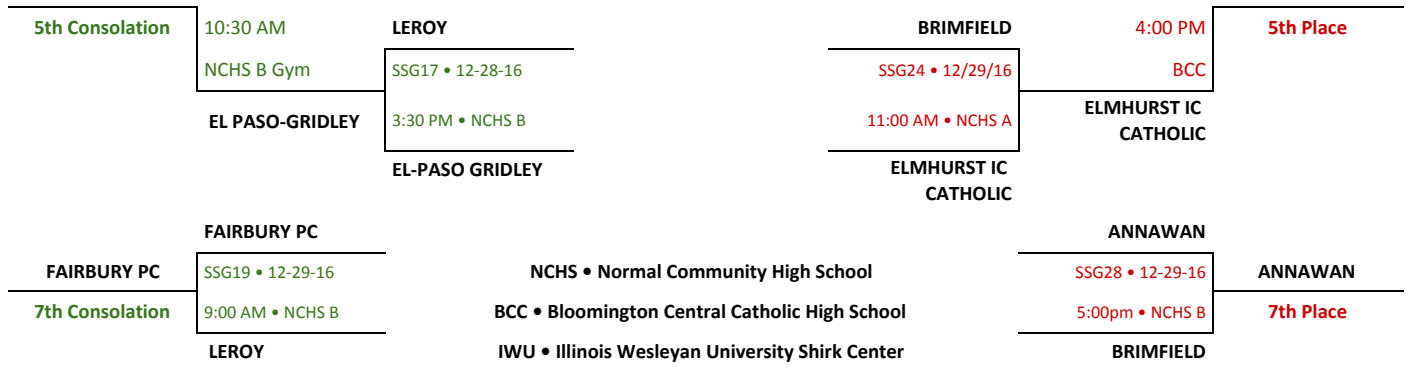 5th Consolation 10:30 AM LEROY BRIMFIELD 4:00 PM 5th Place
NCHS B Gym SSG17 • 12-28-16 SSG24 • 12/29/16 BCC
EL PASO-GRIDLEY 3:30 PM • NCHS B 11:00 AM • NCHS A ELMHURST IC
CATHOLIC
EL-PASO GRIDLEY ELMHURST IC
CATHOLIC
FAIRBURY PC ANNAWAN
FAIRBURY PC SSG19 • 12-29-16 NCHS • Normal Community High School SSG28 • 12-29-16 ANNAWAN
7th Consolation 9:00 AM • NCHS B BCC • Bloomington Central Catholic High School 5:00pm • NCHS B 7th Place
LEROY IWU • Illinois Wesleyan University Shirk Center BRIMFIELD